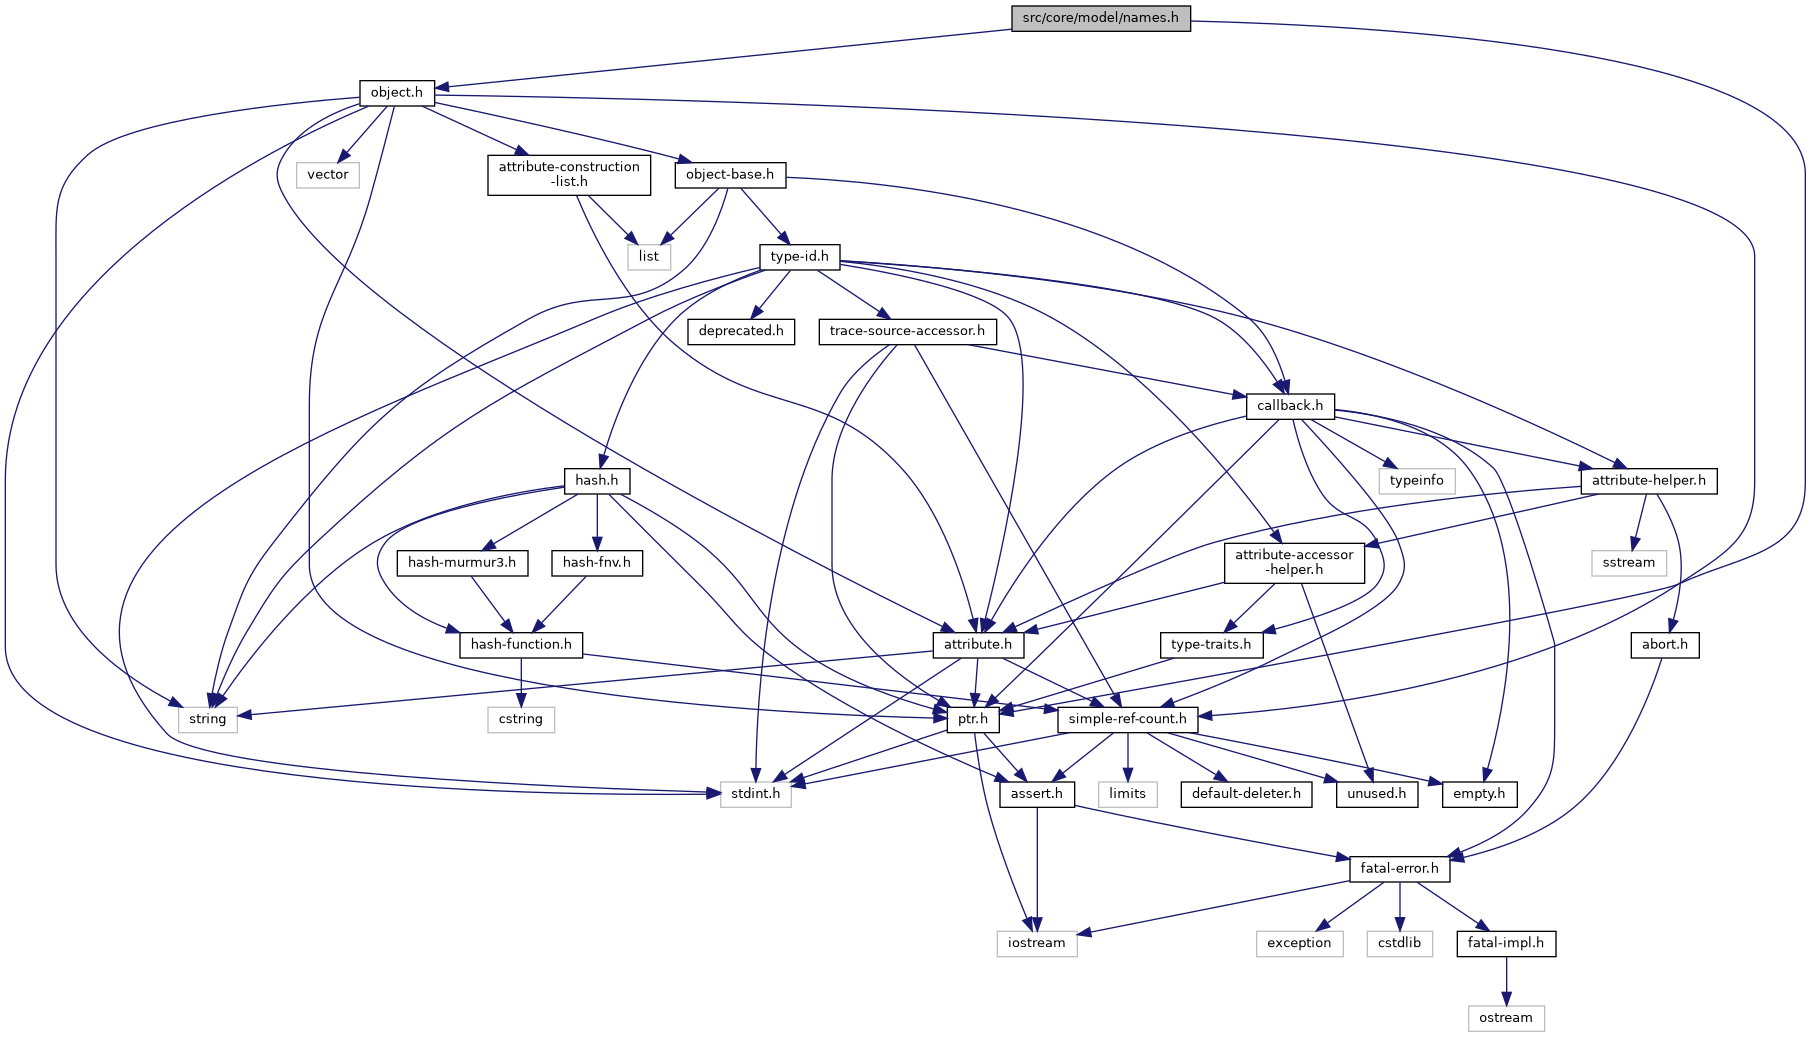 src/core/model/names.h
object.h
vector
attribute-construction
-list.h
object-base.h
list
type-id.h
deprecated.h
trace-source-accessor.h
callback.h
hash.h
typeinfo
attribute-helper.h
hash-murmur3.h
hash-fnv.h
attribute-accessor
-helper.h
sstream
hash-function.h
attribute.h
type-traits.h
abort.h
string
cstring
ptr.h
simple-ref-count.h
stdint.h
assert.h
limits
default-deleter.h
unused.h
empty.h
fatal-error.h
iostream
exception
cstdlib
fatal-impl.h
ostream